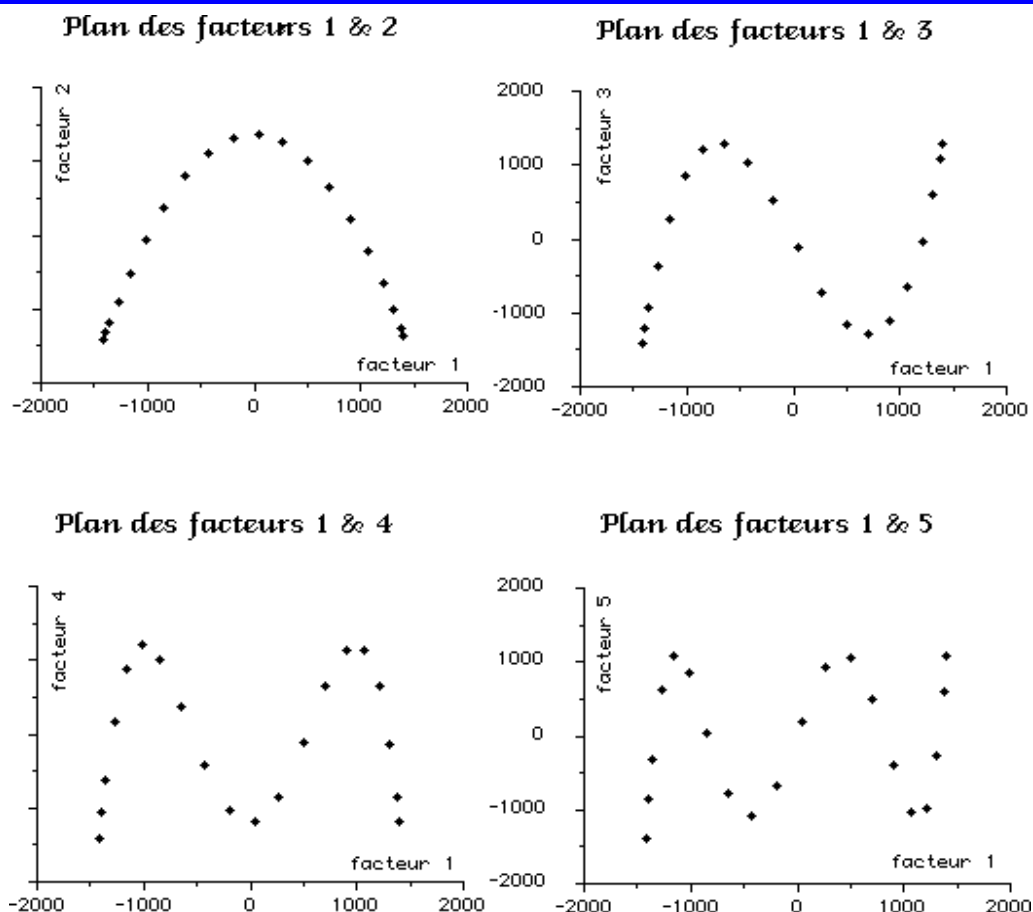 Plan des facteurs 1 & 2
facteur 2
facteur 1
-2000 -1000 0 1000 2000
Plan des facteurs 1 & 3
2000
1000
0
-1000
-2000
facteur 3
facteur 1
-2000 -1000 0 1000 2000
Plan des facteurs 1 & 4
facteur 4
facteur 1
-2000 -1000 0 1000 2000
Plan des facteurs 1 & 5
2000
1000
0
-1000
-2000
facteur 5
facteur 1
-2000 -1000 0 1000 2000